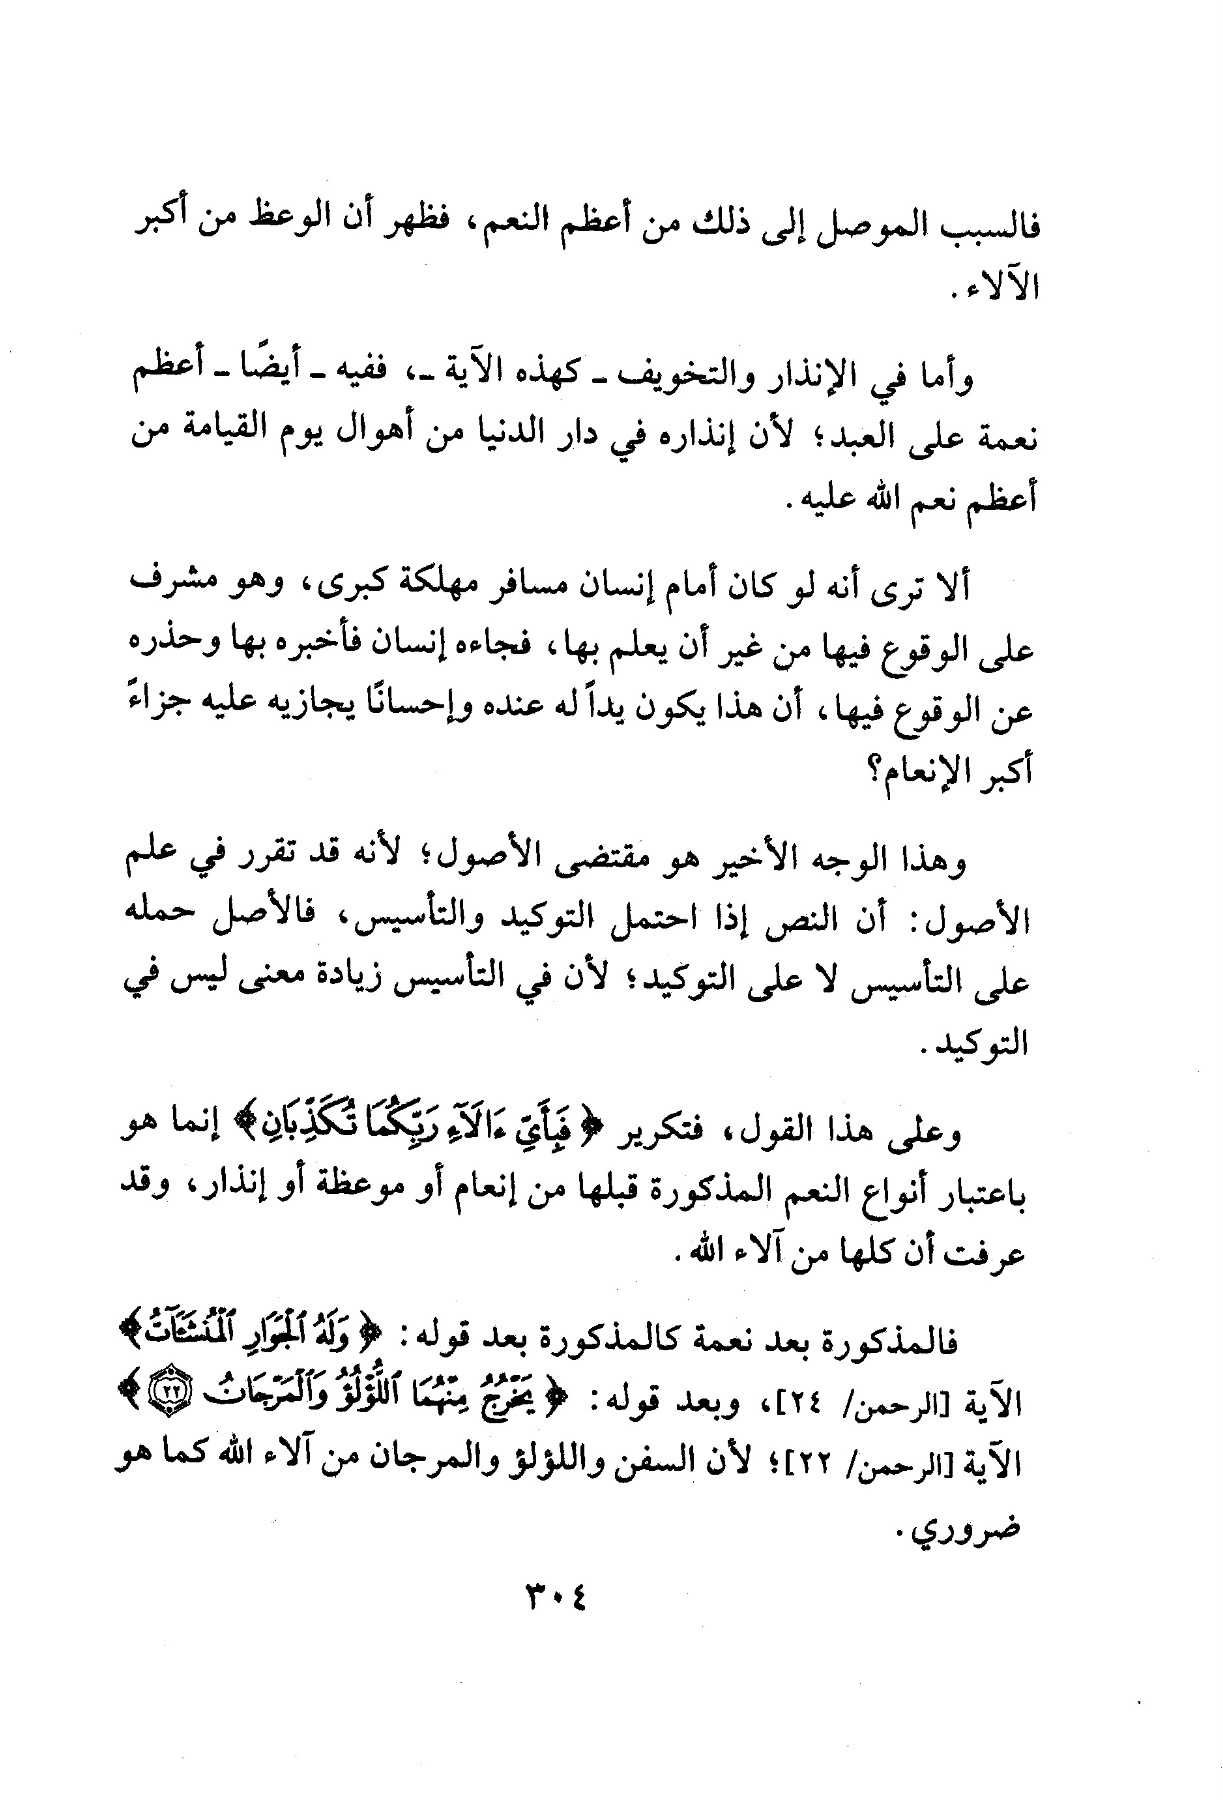 فالسبب الموصل إلى ذلك من أعظم النعم، فظهر أن الوعظ من أكبر
الآلاء.
وأما في الإنذار والتخويف ـ كهذه الآية ـ، ففيه ـ أيضًا ـ أعظم
نعمة على العبد؛ لأن إنذاره في دار الدنيا من أهوال يوم القيامة من
أعظم نعم الله عليه.
ألا ترى أنه لو كان أمام إنسان مسافر مهلكة كبرى، وهو مشرف
على الوقوع فيها من غير أن يعلم بها، فجاءه إنسان فأخبره بها وحذره
عن الوقوع فيها، أن هذا يكون يداً له عنده وإحسانًا يجازيه عليه جزاءً
أكبر الإنعام؟
وهذا الوجه الأخير هو مقتضى الأصول؛ لأنه قد تقرر في علم
الأصول: أن النص إذا احتمل التوكيد والتأسيس، فالأصل حمله
على التأسيس لا على التوكيد؛ لأن في التأسيس زيادة معنى ليس في
التوكيد.
وعلى هذا القول، فتكرير ﴿فَبِأَيِّ ءَالَآءِ رَبِّكُمَا تُكَذِّبَانِ﴾ إنما هو
باعتبار أنواع النعم المذكورة قبلها من إنعام أو موعظة أو إنذار، وقد
عرفت أن كلها من آلاء الله.
فالمذكورة بعد نعمة كالمذكورة بعد قوله: ﴿وَلَهُ ٱلْجَوَارِ ٱلْمُنشَـَٔاتُ﴾
الآية [الرحمن/ ٢٤]، وبعد قوله: ﴿يَخْرُجُ مِنْهُمَا ٱللُّؤْلُؤُ وَٱلْمَرْجَانُ ٢٢﴾
الآية [الرحمن/ ٢٢]؛ لأن السفن واللؤلؤ والمرجان من آلاء الله كما هو
ضروري.
٣٠٤